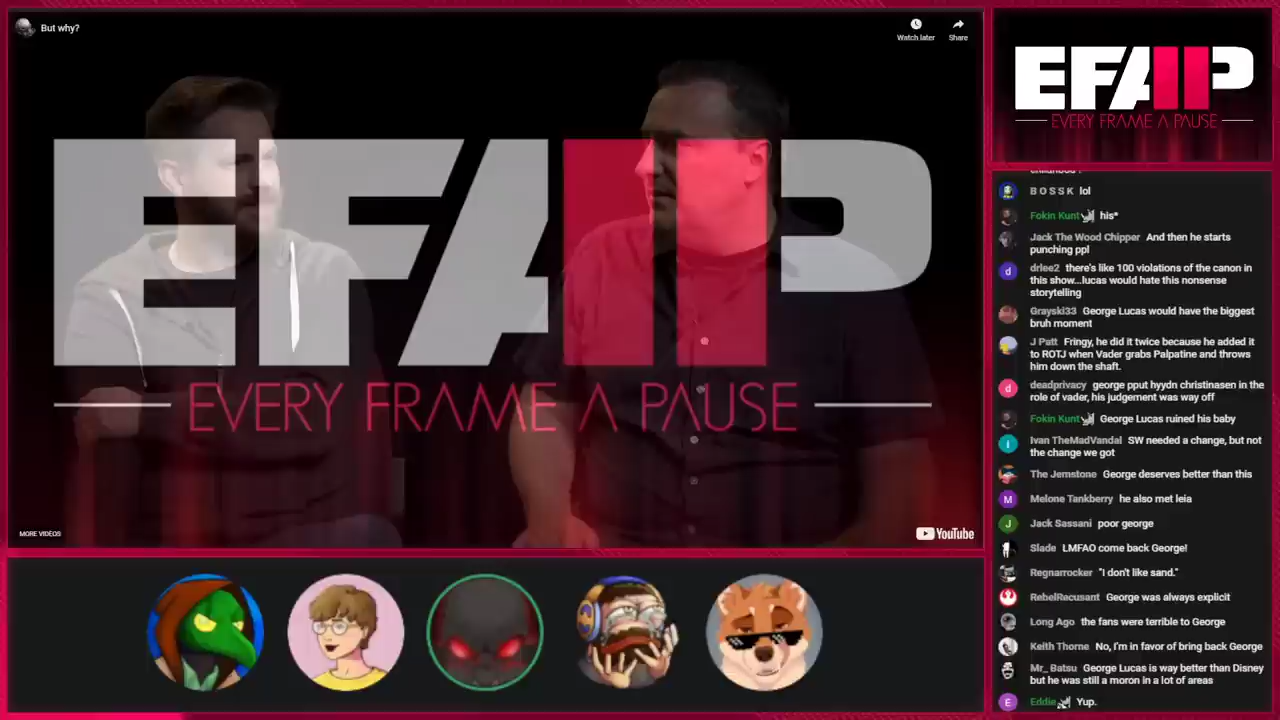 But why?
Watch later
Share
EFAP
EVERY FRAME A PAUSE
MORE VIDEOS
YouTube
EFAP
EVERY FRAME A PAUSE
B O S S K lol
Fokin Kunt his*
Jack The Wood Chipper And then he starts
punching ppl
d
drlee2 there's like 100 violations of the canon in
this show...lucas would hate this nonsense
storytelling
Grayski33 George Lucas would have the biggest
bruh moment
J Patt Fringy, he did it twice because he added it
to ROTJ when Vader grabs Palpatine and throws
him down the shaft.
d
deadprivacy george pput hyydn christinasen in the
role of vader, his judgement was way off
Fokin Kunt George Lucas ruined his baby
i
Ivan TheMadVandal SW needed a change, but not
the change we got
The Jemstone George deserves better than this
M
Melone Tankberry he also met leia
J
Jack Sassani poor george
Slade LMFAO come back George!
Regnarrocker "I don't like sand."
RebelRecusant George was always explicit
Long Ago the fans were terrible to George
Keith Thorne No, I'm in favor of bring back George
Mr_ Batsu George Lucas is way better than Disney
but he was still a moron in a lot of areas
E
Eddie Yup.